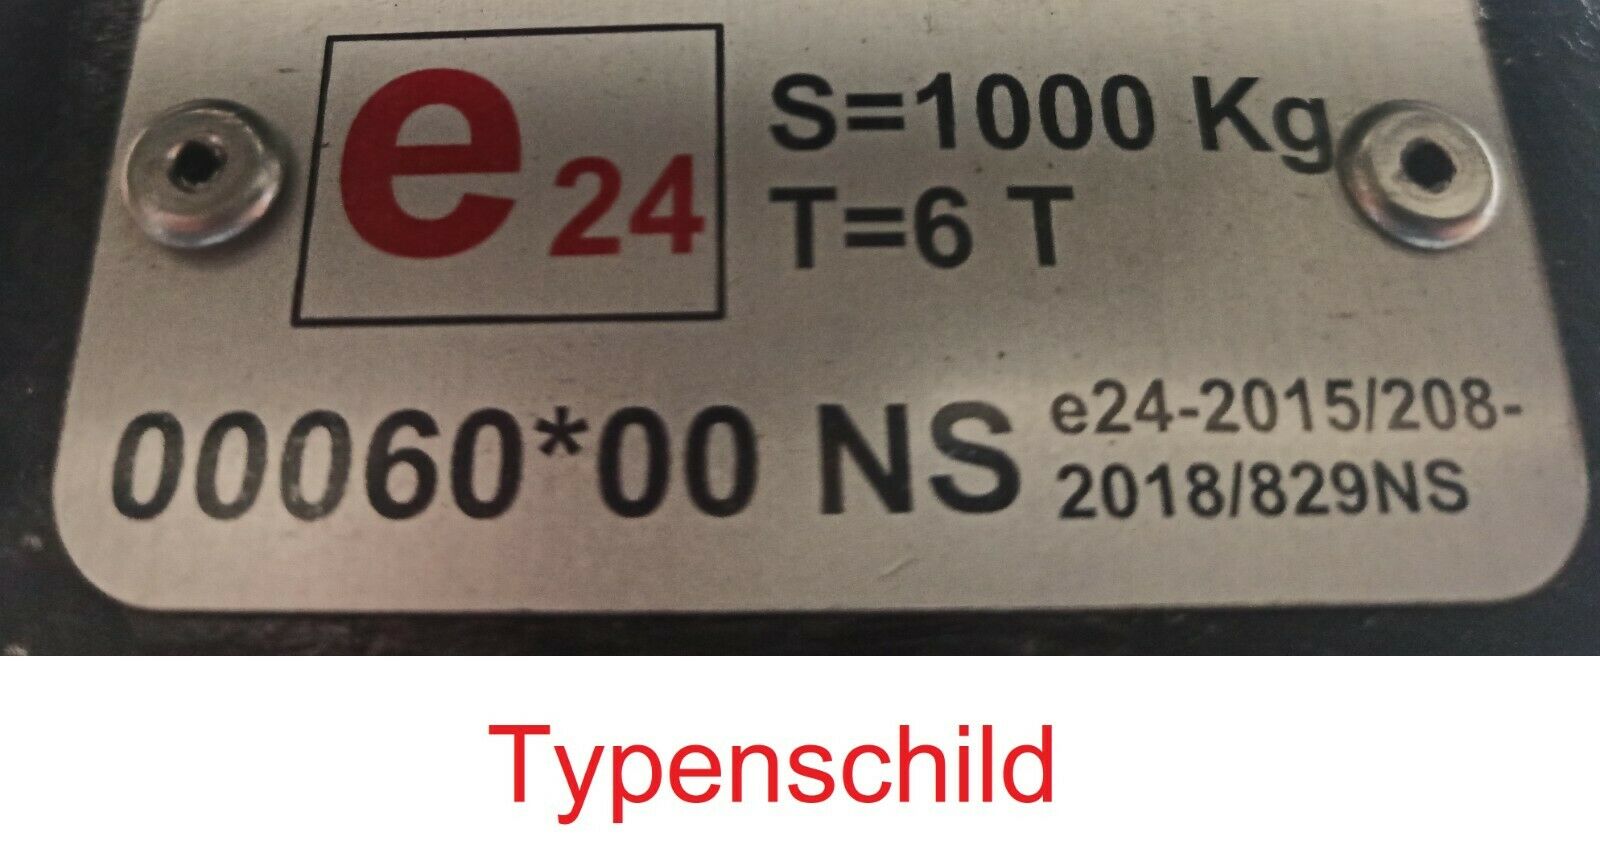 e24
S=1000 Kg
T=6 T
00060*00 NS
e24-2015/208-
2018/829NS
Typenschild